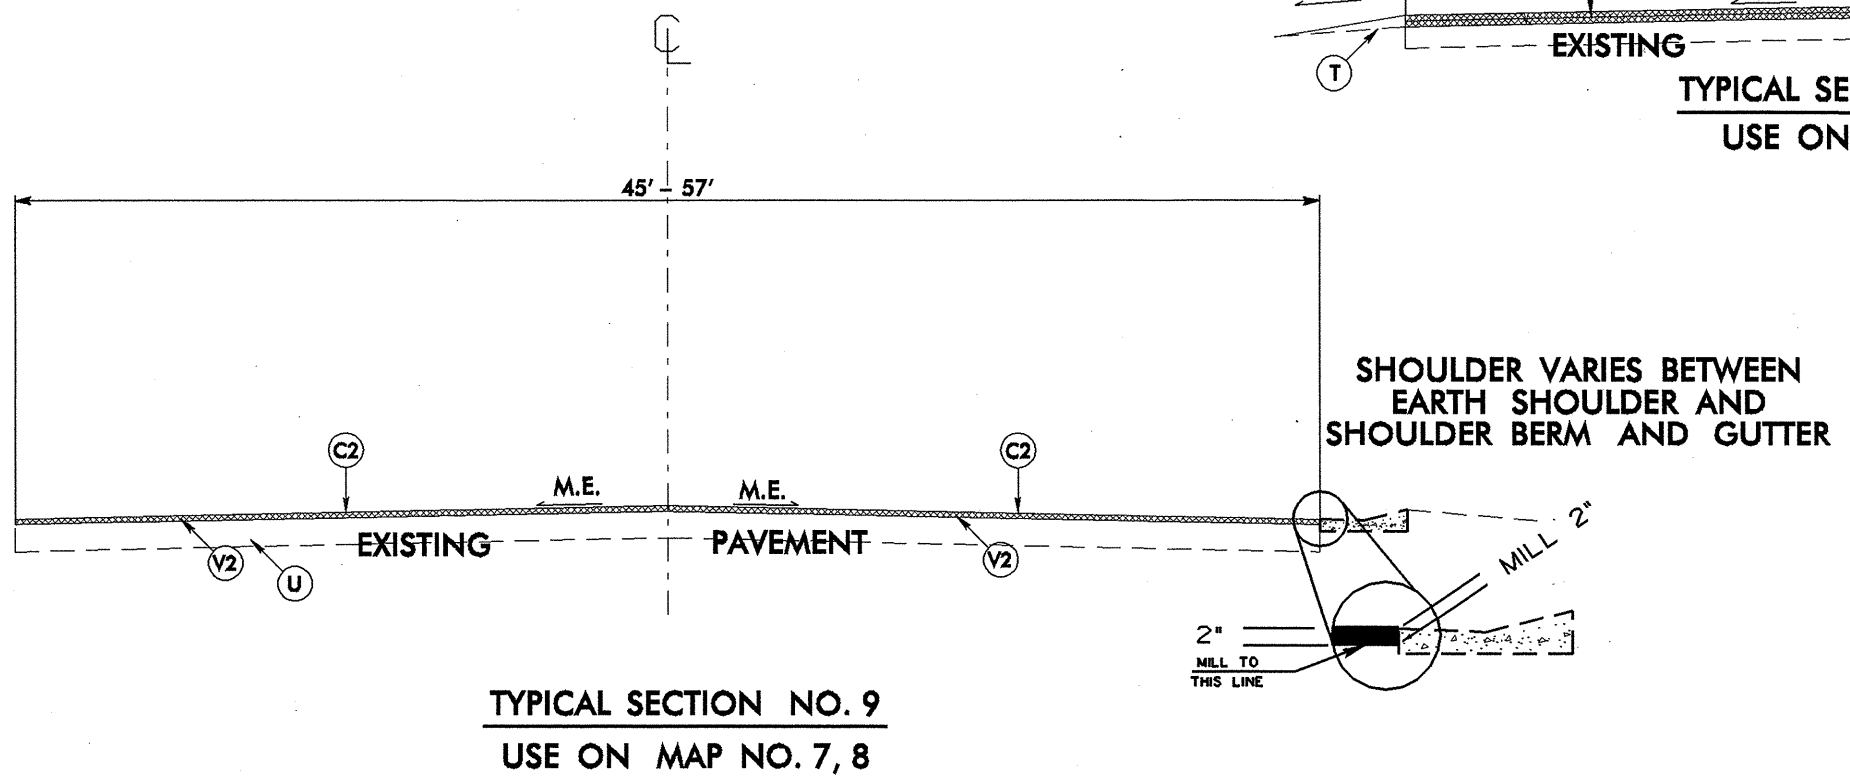 CL
EXISTING
T
TYPICAL SE
USE ON
45' - 57'
SHOULDER VARIES BETWEEN
EARTH SHOULDER AND
SHOULDER BERM AND GUTTER
C2
C2
M.E.
M.E.
EXISTING
PAVEMENT
V2
U
V2
MILL 2"
2"
MILL TO
THIS LINE
TYPICAL SECTION NO. 9
USE ON MAP NO. 7, 8